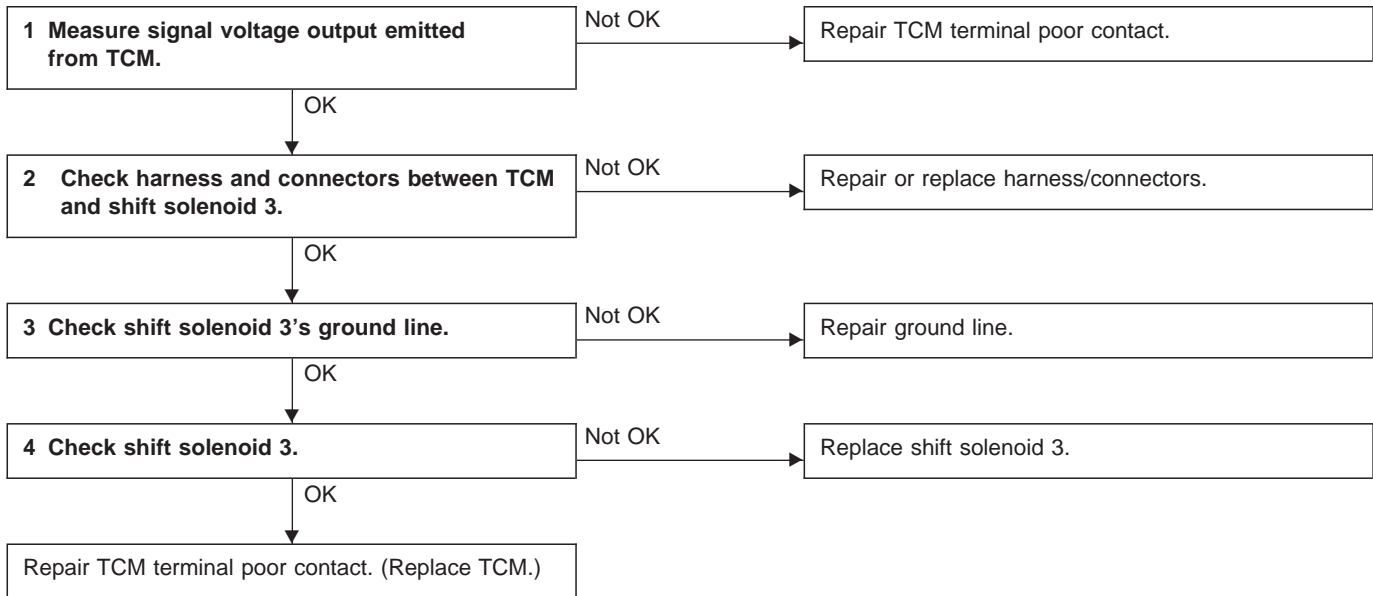 1 Measure signal voltage output emitted
from TCM.
Not OK
Repair TCM terminal poor contact.
OK
2 Check harness and connectors between TCM
and shift solenoid 3.
Not OK
Repair or replace harness/connectors.
OK
3 Check shift solenoid 3’s ground line.
Not OK
Repair ground line.
OK
4 Check shift solenoid 3.
Not OK
Replace shift solenoid 3.
OK
Repair TCM terminal poor contact. (Replace TCM.)